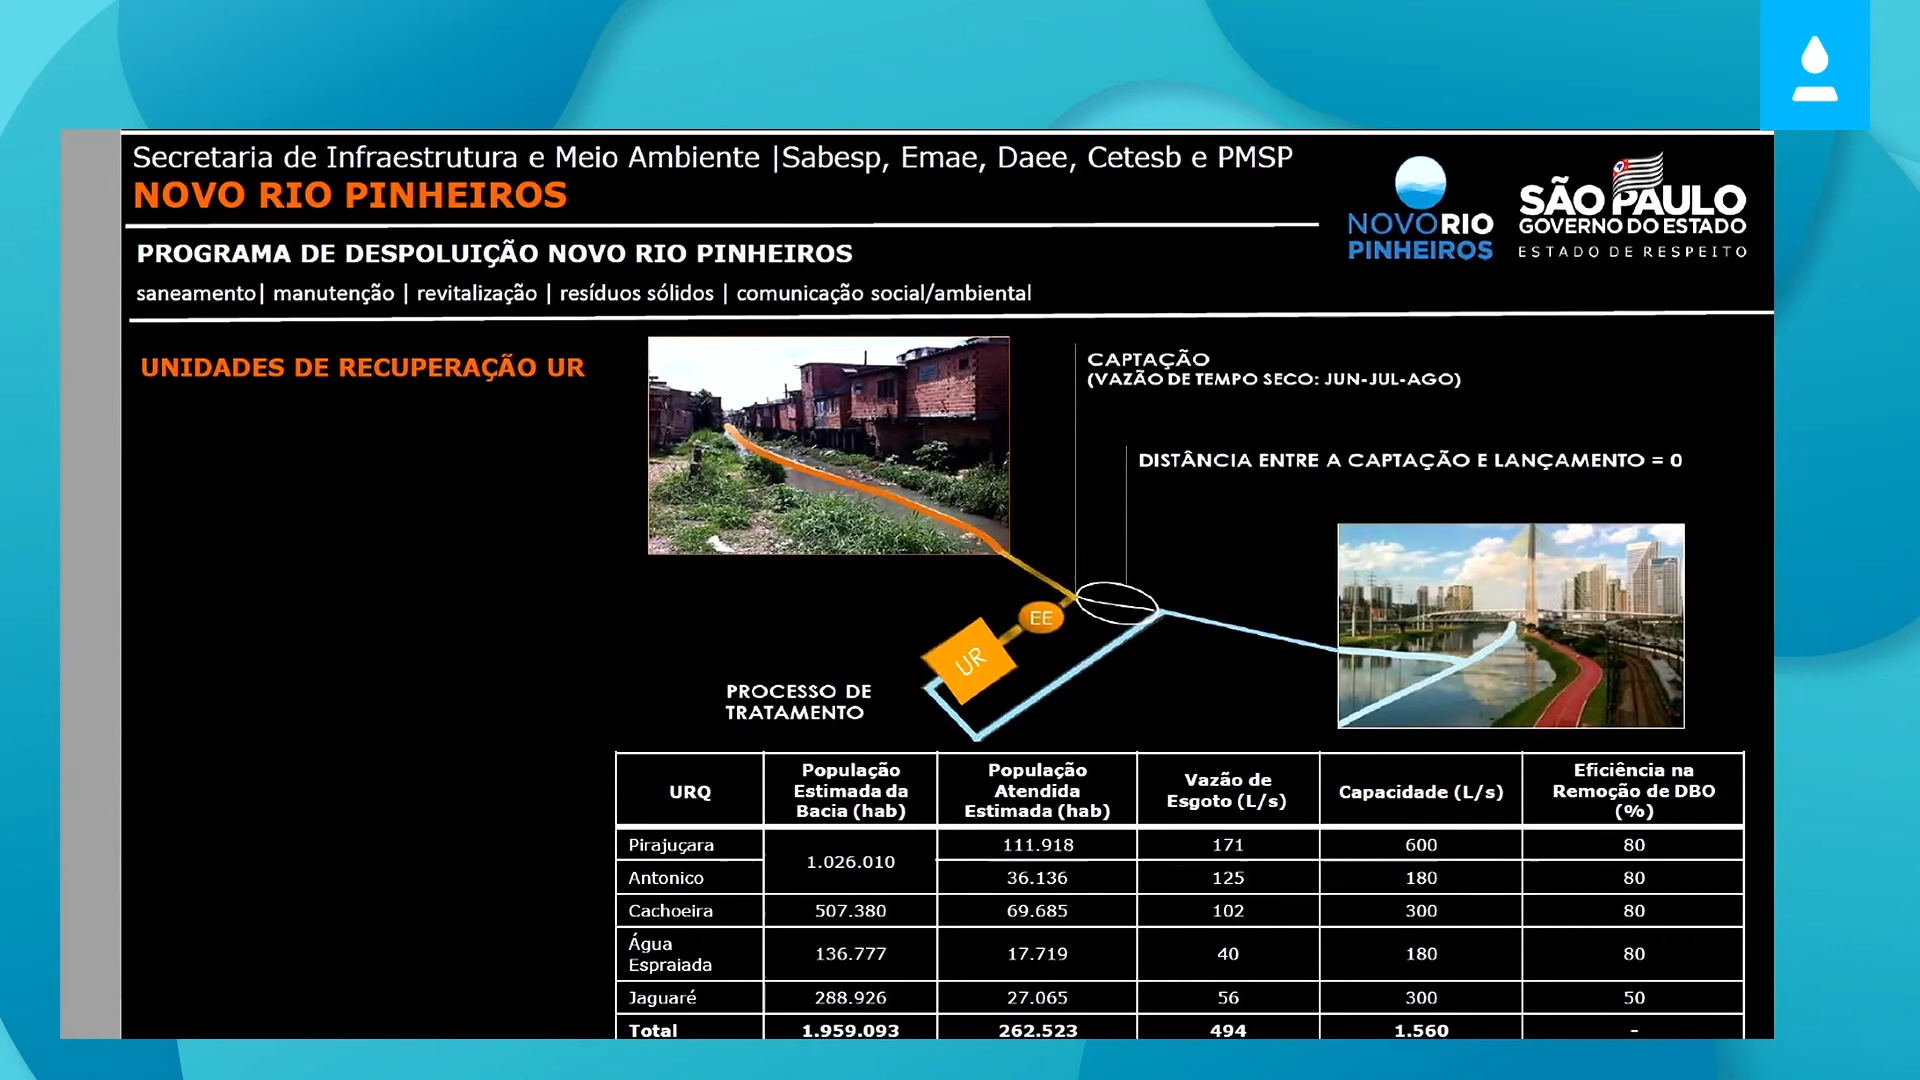 Secretaria de Infraestrutura e Meio Ambiente |Sabesp, Emae, Daee, Cetesb e PMSP
NOVO RIO PINHEIROS
NOVORIO
PINHEIROS
SÃO PAULO
GOVERNO DO ESTADO
ESTADO DE RESPEITO
PROGRAMA DE DESPOLUIÇÃO NOVO RIO PINHEIROS
saneamento| manutenção | revitalização | resíduos sólidos | comunicação social/ambiental
UNIDADES DE RECUPERAÇÃO UR
CAPTAÇÃO
(VAZÃO DE TEMPO SECO: JUN-JUL-AGO)
DISTÂNCIA ENTRE A CAPTAÇÃO E LANÇAMENTO = 0
EE
UR
PROCESSO DE
TRATAMENTO
URQ
População
Estimada da
Bacia (hab)
População
Atendida
Estimada (hab)
Vazão de
Esgoto (L/s)
Capacidade (L/s)
Eficiência na
Remoção de DBO
(%)
Pirajuçara 1.026.010 111.918 171 600 80
Antonico 36.136 125 180 80
Cachoeira 507.380 69.685 102 300 80
Água
Espraiada 136.777 17.719 40 180 80
Jaguaré 288.926 27.065 56 300 50
Total 1.959.093 262.523 494 1.560 -